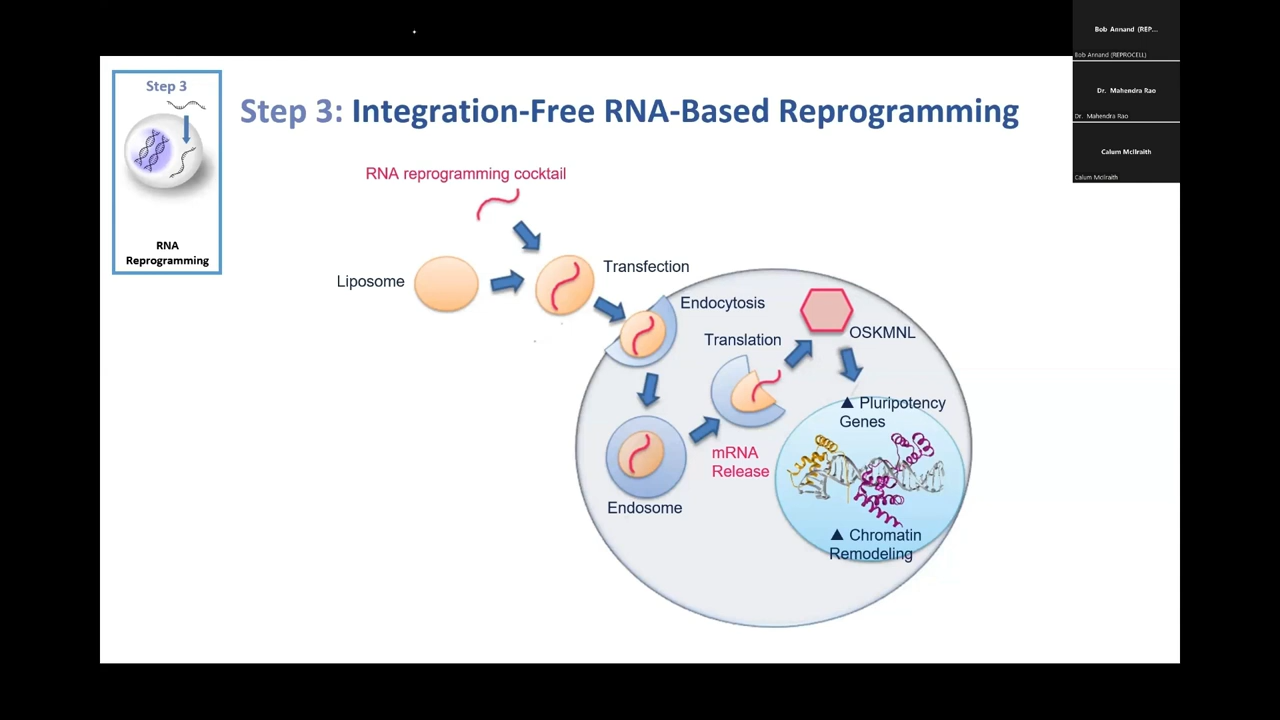 Step 3
RNA
Reprogramming
Step 3: Integration-Free RNA-Based Reprogramming
RNA reprogramming cocktail
Liposome
Transfection
Endocytosis
Translation
OSKMNL
mRNA
Release
Endosome
▲ Pluripotency
Genes
▲ Chromatin
Remodeling
Bob Annand (REP...
Bob Annand (REPROCELL)
Dr. Mahendra Rao
Dr. Mahendra Rao
Calum McIlraith
Calum McIlraith